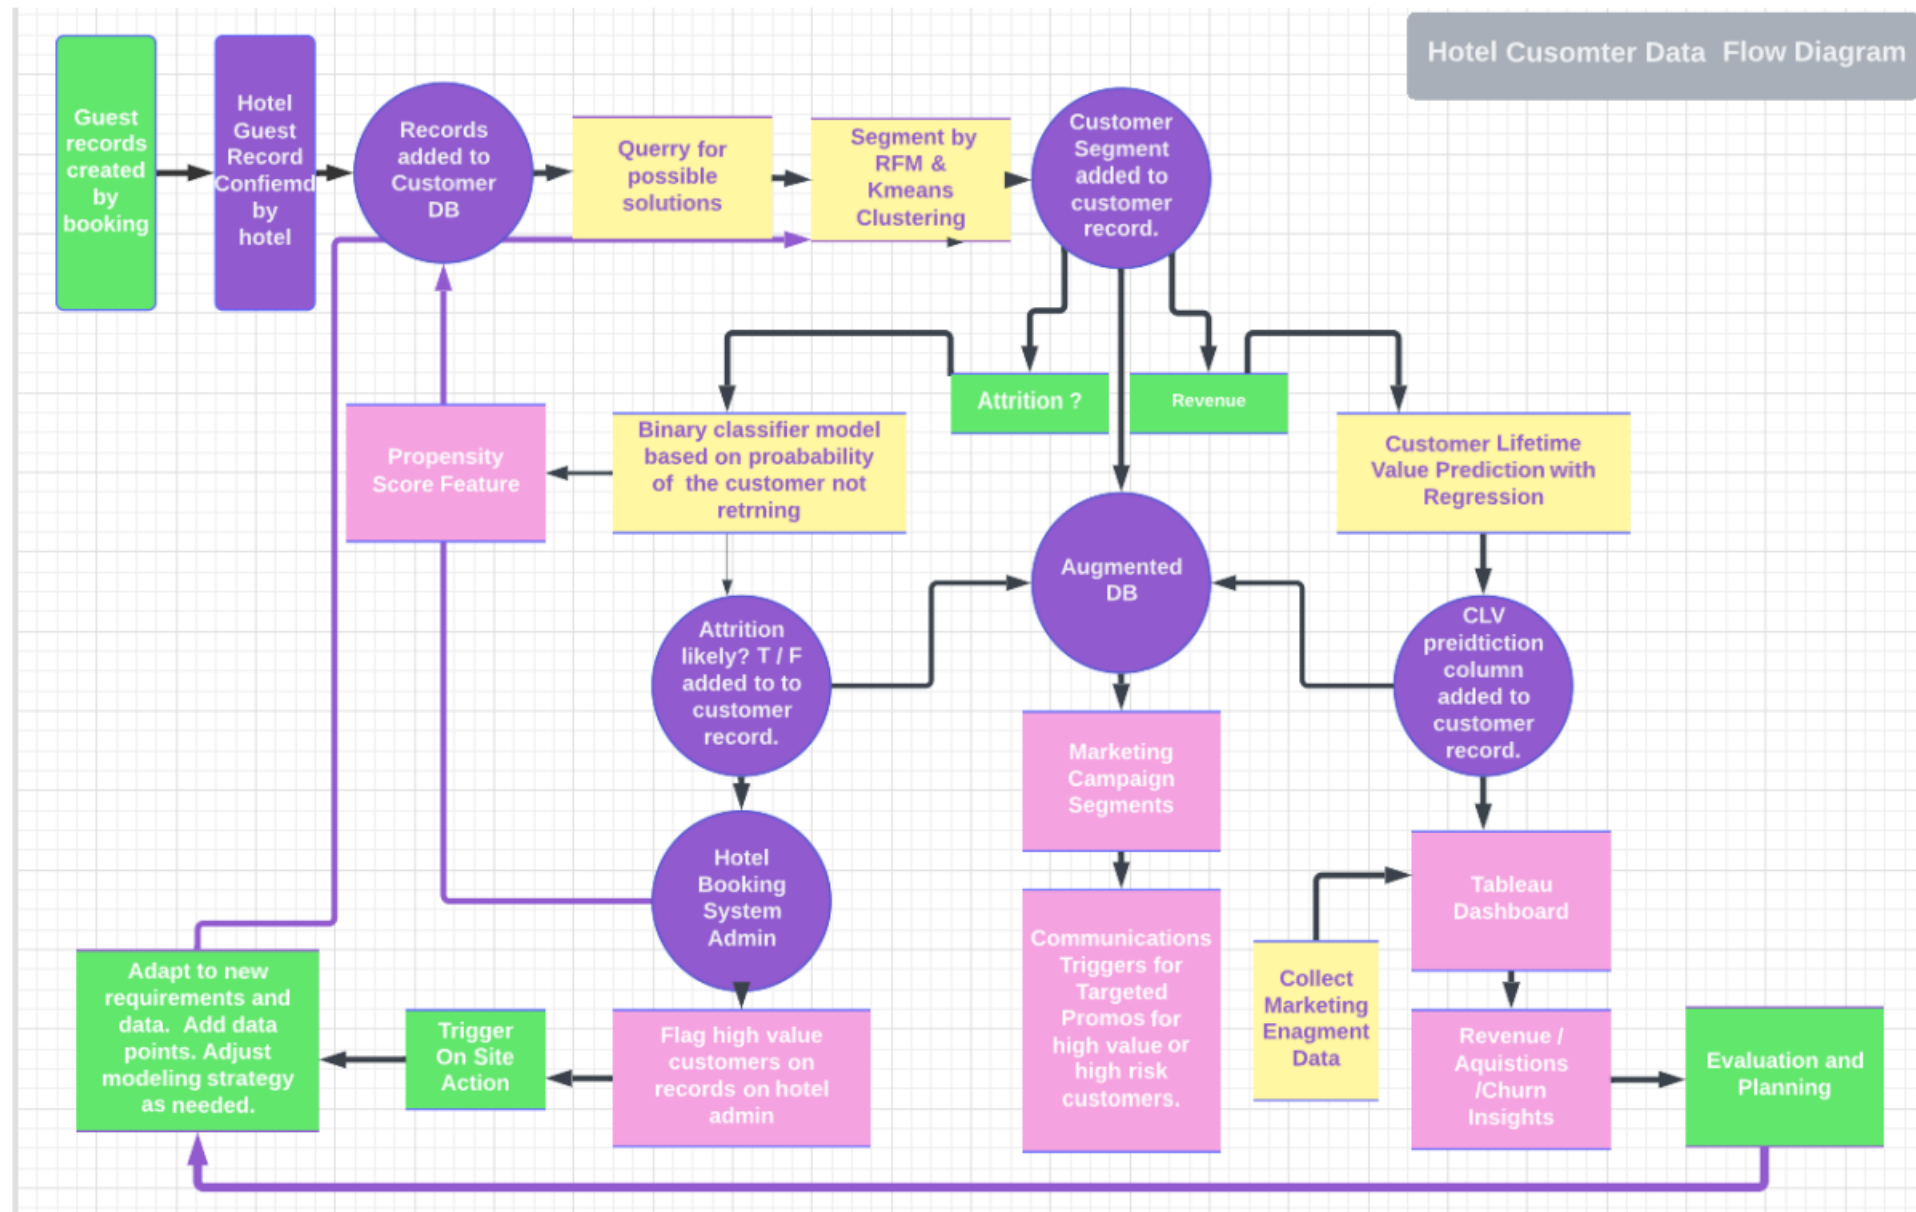 Hotel Cusomter Data Flow Diagram
Guest
records
created
by
booking
Hotel
Guest
Record
Confiemd
by
hotel
Records
added to
Customer
DB
Querry for
possible
solutions
Segment by
RFM &
Kmeans
Clustering
Customer
Segment
added to
customer
record.
Attrition ?
Revenue
Propensity
Score Feature
Binary classifier model
based on proabability
of the customer not
retrning
Customer Lifetime
Value Prediction with
Regression
Augmented
DB
Attrition
likely? T / F
added to to
customer
record.
CLV
preidtiction
column
added to
customer
record.
Marketing
Campaign
Segments
Hotel
Booking
System
Admin
Tableau
Dashboard
Communications
Triggers for
Targeted
Promos for
high value or
high risk
customers.
Collect
Marketing
Enagment
Data
Adapt to new
requirements and
data. Add data
points. Adjust
modeling strategy
as needed.
Trigger
On Site
Action
Flag high value
customers on
records on hotel
admin
Revenue /
Aquistions
/Churn
Insights
Evaluation and
Planning